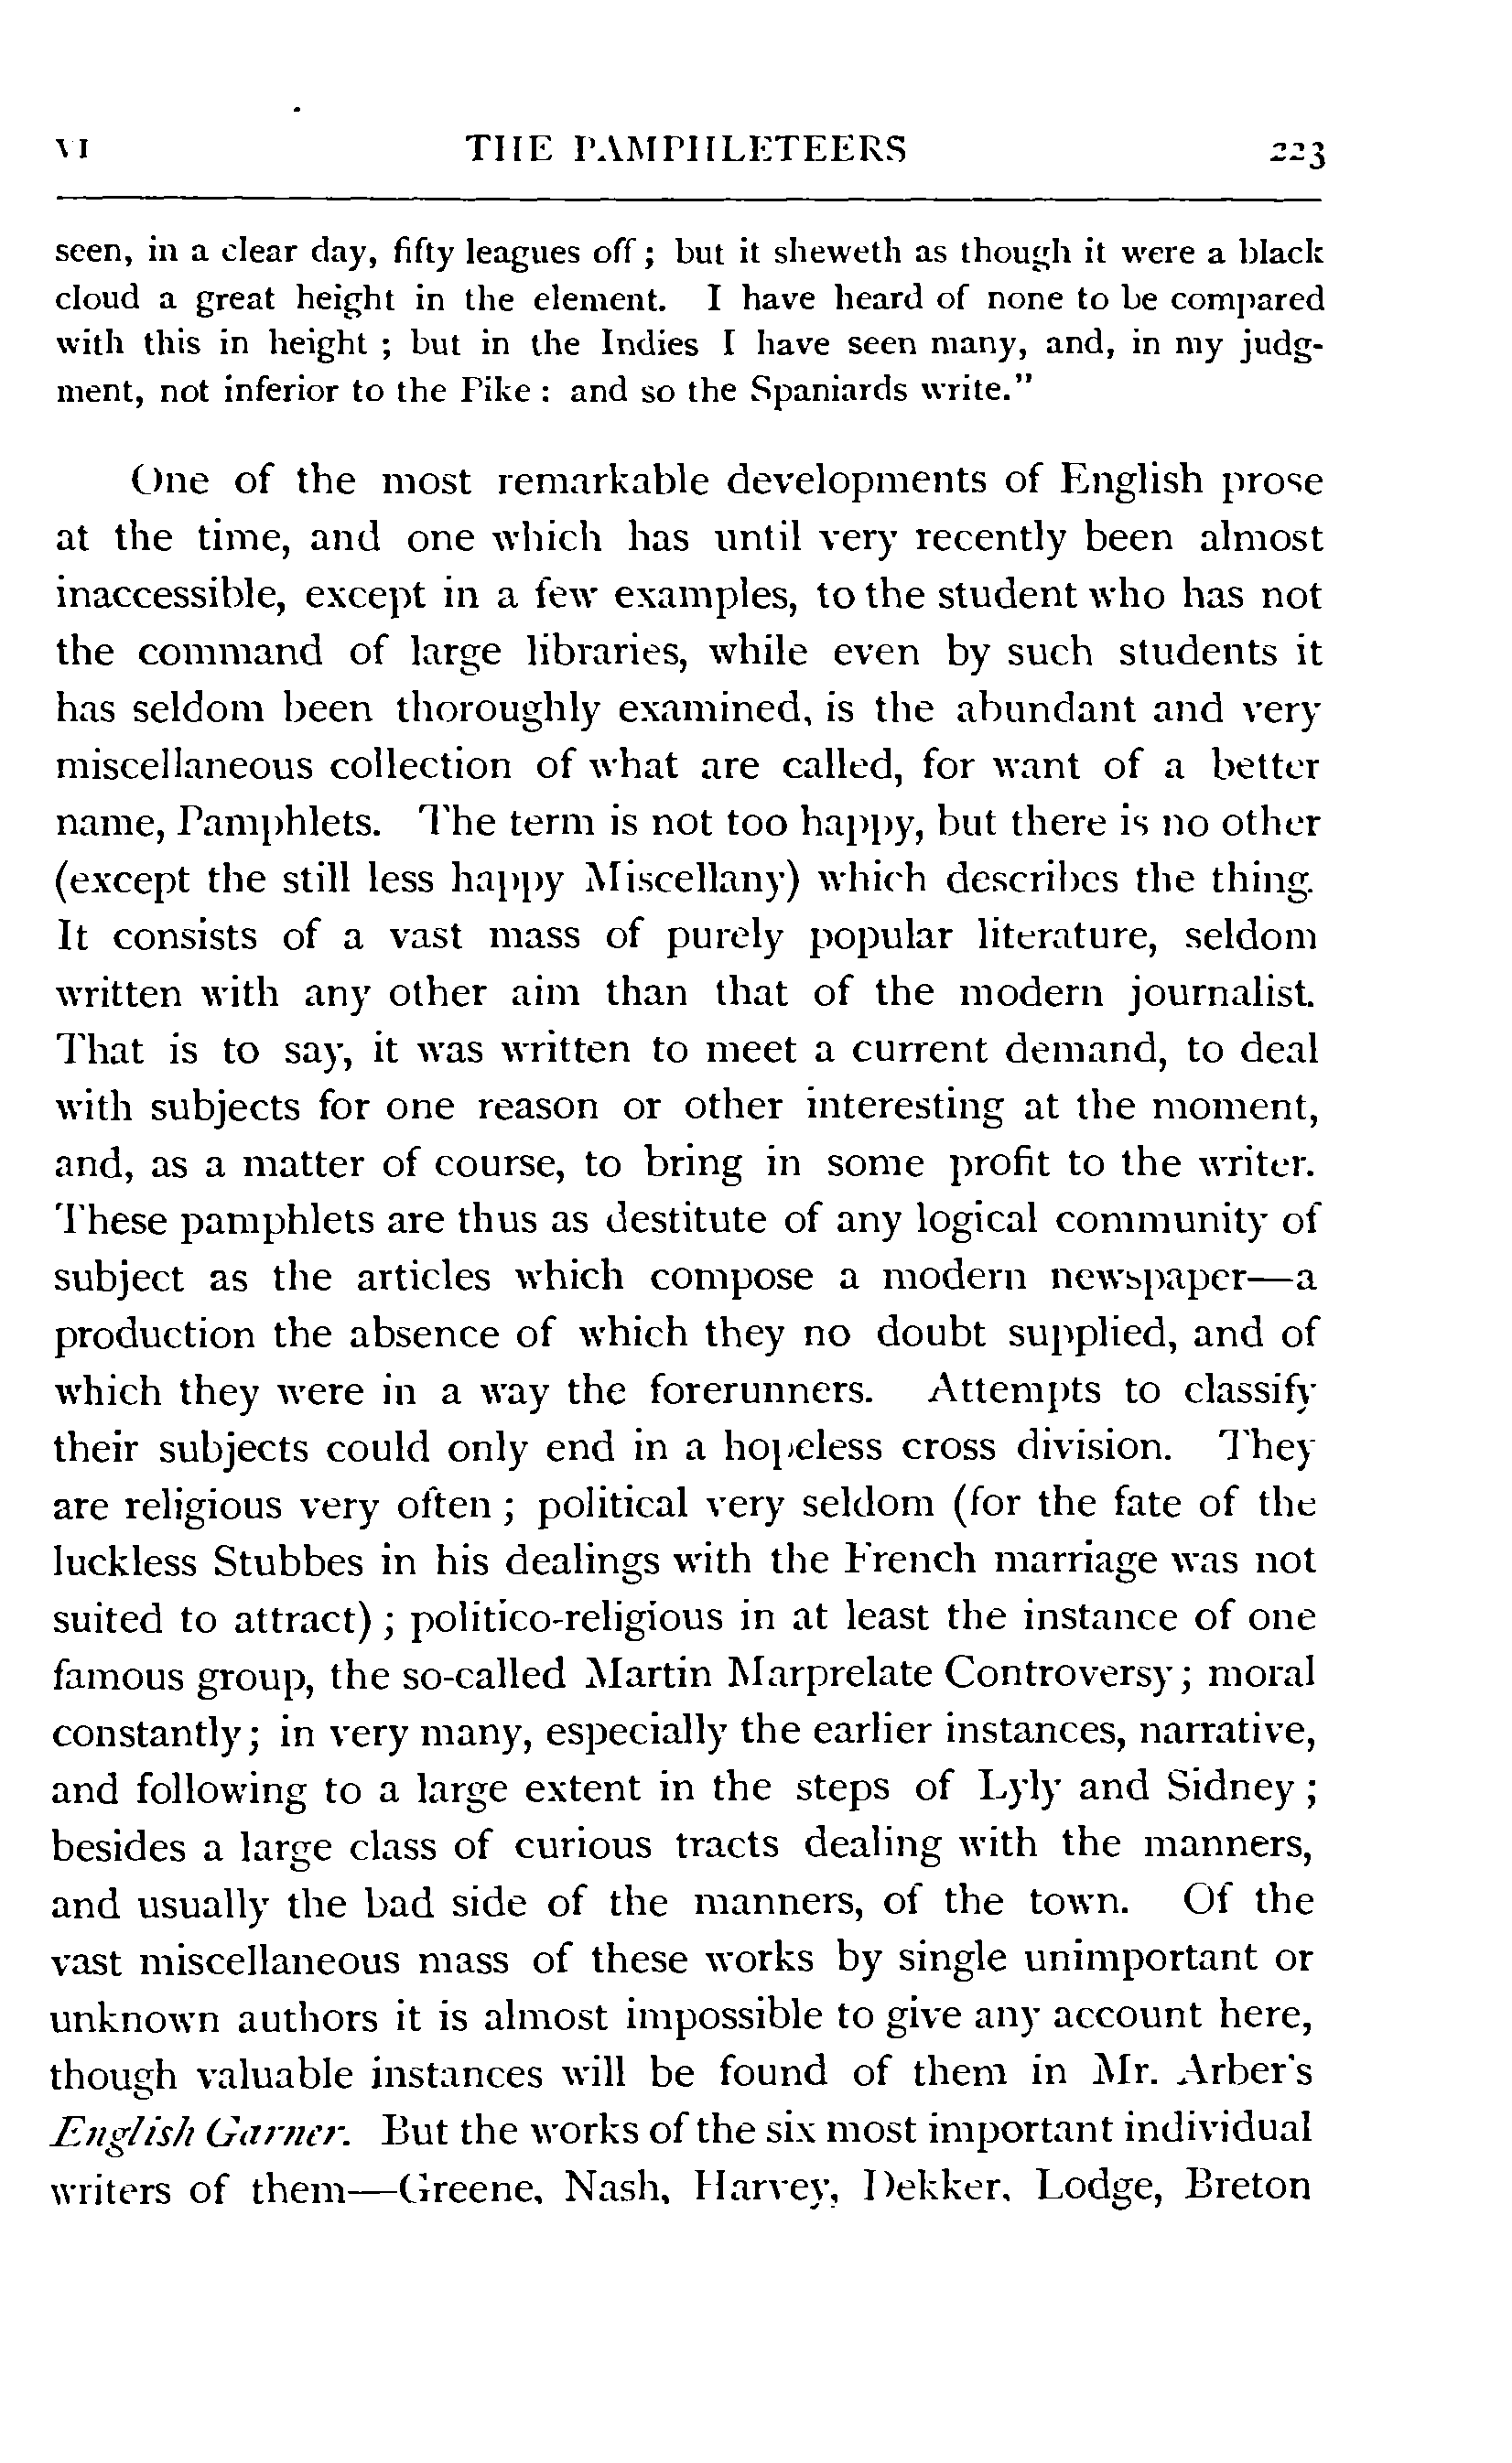 VI THE PAMPHLETEERS 223
seen, in a clear day, fifty leagues off ; but it sheweth as though it were a black
cloud a great height in the element. I have heard of none to be compared
with this in height ; but in the Indies I have seen many, and, in my judg-
ment, not inferior to the Pike : and so the Spaniards write."
One of the most remarkable developments of English prose
at the time, and one which has until very recently been almost
inaccessible, except in a few examples, to the student who has not
the command of large libraries, while even by such students it
has seldom been thoroughly examined, is the abundant and very
miscellaneous collection of what are called, for want of a better
name, Pamphlets. The term is not too happy, but there is no other
(except the still less happy Miscellany) which describes the thing.
It consists of a vast mass of purely popular literature, seldom
written with any other aim than that of the modern journalist.
That is to say, it was written to meet a current demand, to deal
with subjects for one reason or other interesting at the moment,
and, as a matter of course, to bring in some profit to the writer.
These pamphlets are thus as destitute of any logical community of
subject as the articles which compose a modern newspaper—a
production the absence of which they no doubt supplied, and of
which they were in a way the forerunners. Attempts to classify
their subjects could only end in a hopeless cross division. They
are religious very often ; political very seldom (for the fate of the
luckless Stubbes in his dealings with the French marriage was not
suited to attract) ; politico-religious in at least the instance of one
famous group, the so-called Martin Marprelate Controversy ; moral
constantly ; in very many, especially the earlier instances, narrative,
and following to a large extent in the steps of Lyly and Sidney ;
besides a large class of curious tracts dealing with the manners,
and usually the bad side of the manners, of the town. Of the
vast miscellaneous mass of these works by single unimportant or
unknown authors it is almost impossible to give any account here,
though valuable instances will be found of them in Mr. Arber's
English Garner. But the works of the six most important individual
writers of them—Greene, Nash, Harvey, Dekker, Lodge, Breton